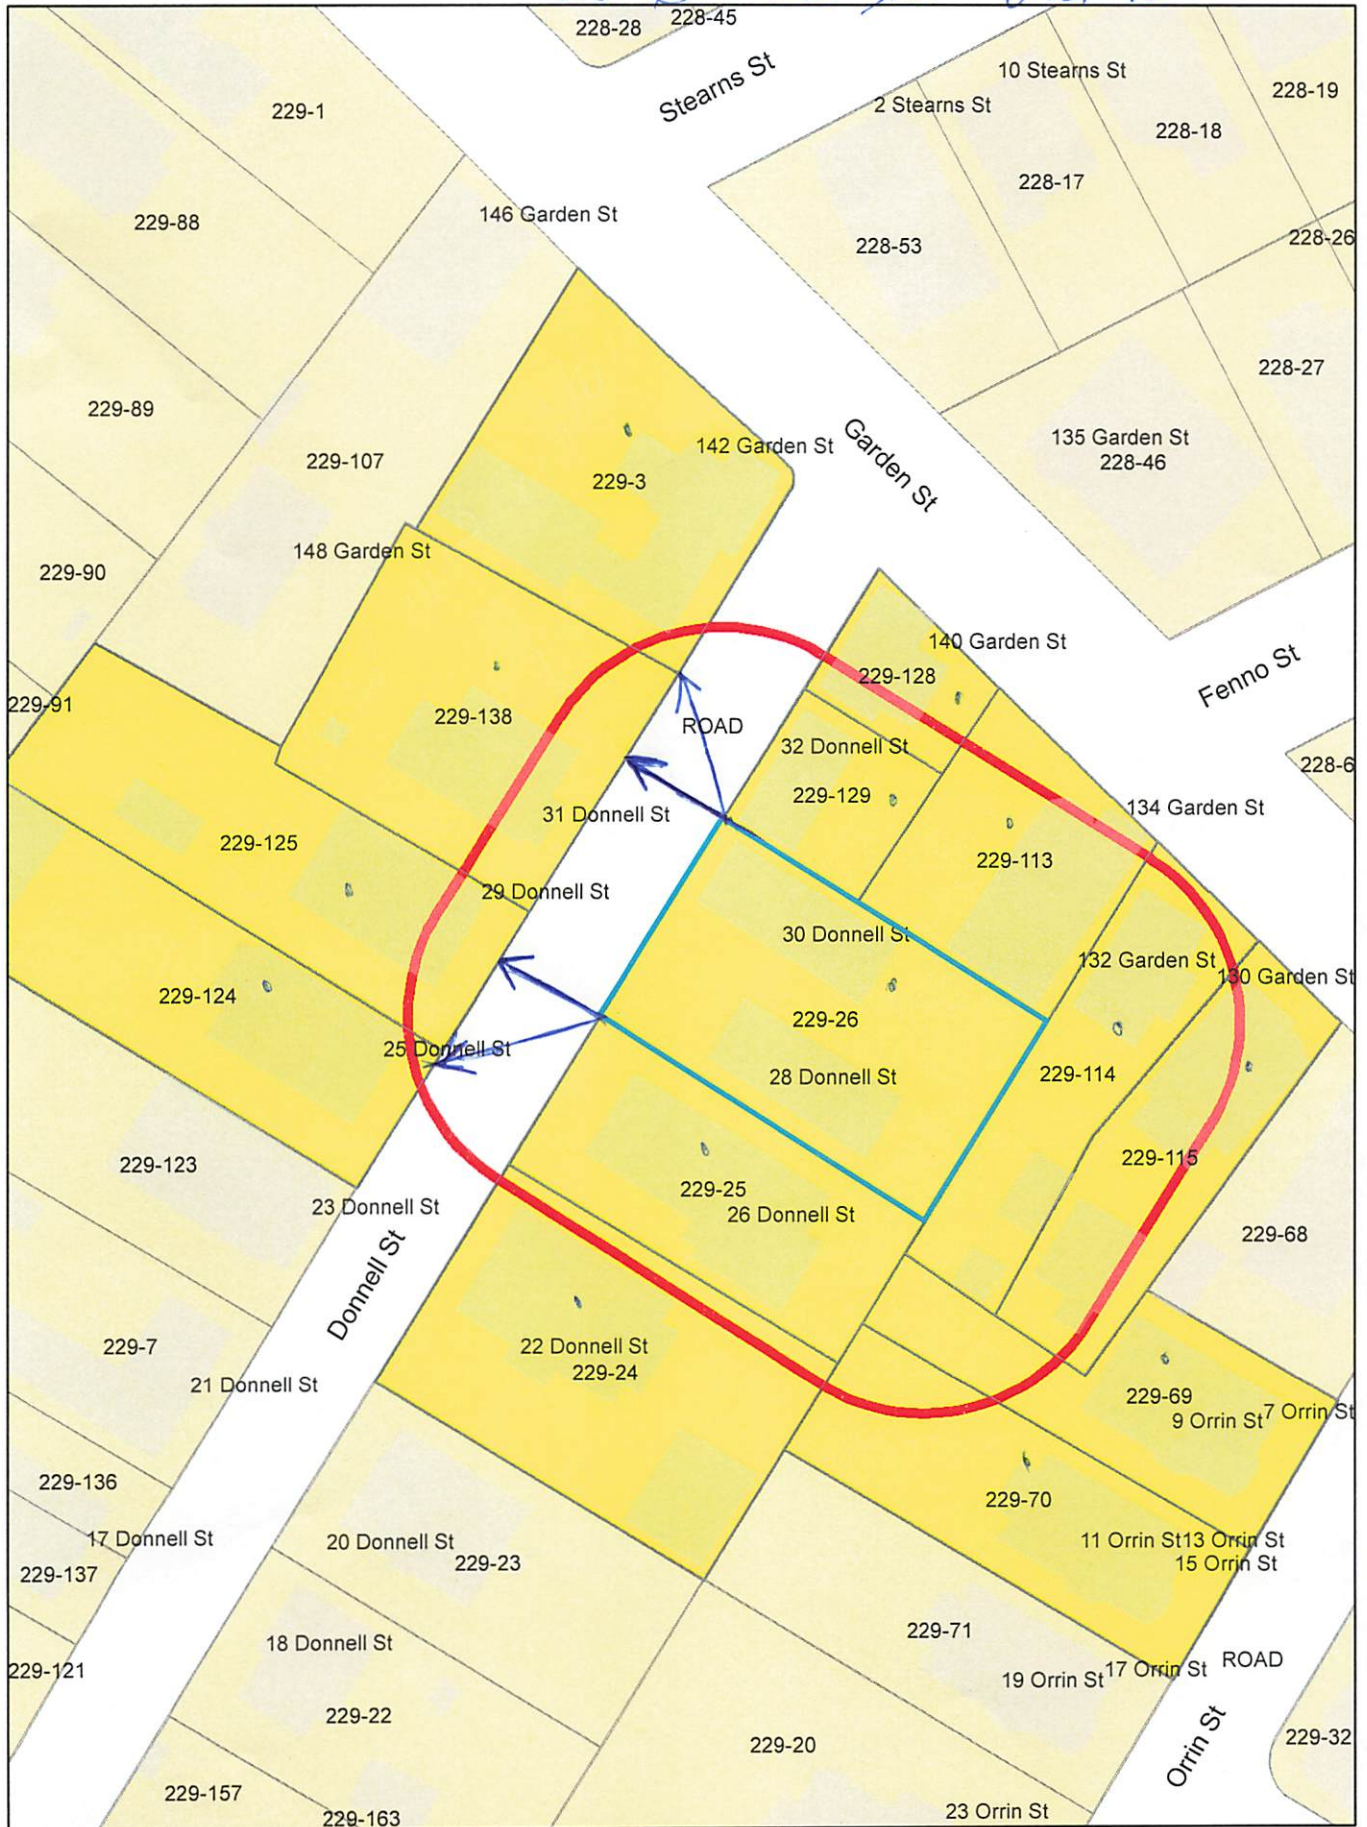 228-28
228-45
Stearns St
10 Stearns St
228-19
2 Stearns St
229-1
228-18
228-17
146 Garden St
229-88
228-53
228-26
228-27
229-89
Garden St
135 Garden St
228-46
142 Garden St
229-107
229-3
148 Garden St
229-90
140 Garden St
229-128
Fenno St
229-91
229-138
ROAD
32 Donnell St
228-6
229-129
134 Garden St
31 Donnell St
229-125
229-113
29 Donnell St
30 Donnell St
132 Garden St
130 Garden St
229-124
229-26
25 Donnell St
28 Donnell St
229-114
229-123
229-115
229-25
26 Donnell St
23 Donnell St
229-68
Donnell St
229-7
22 Donnell St
229-24
21 Donnell St
229-69
9 Orrin St
7 Orrin St
229-136
229-70
17 Donnell St
20 Donnell St
11 Orrin St
13 Orrin St
229-23
15 Orrin St
229-137
229-71
18 Donnell St
229-121
19 Orrin St
17 Orrin St
ROAD
229-22
229-20
Orrin St
229-32
229-157
229-163
23 Orrin St